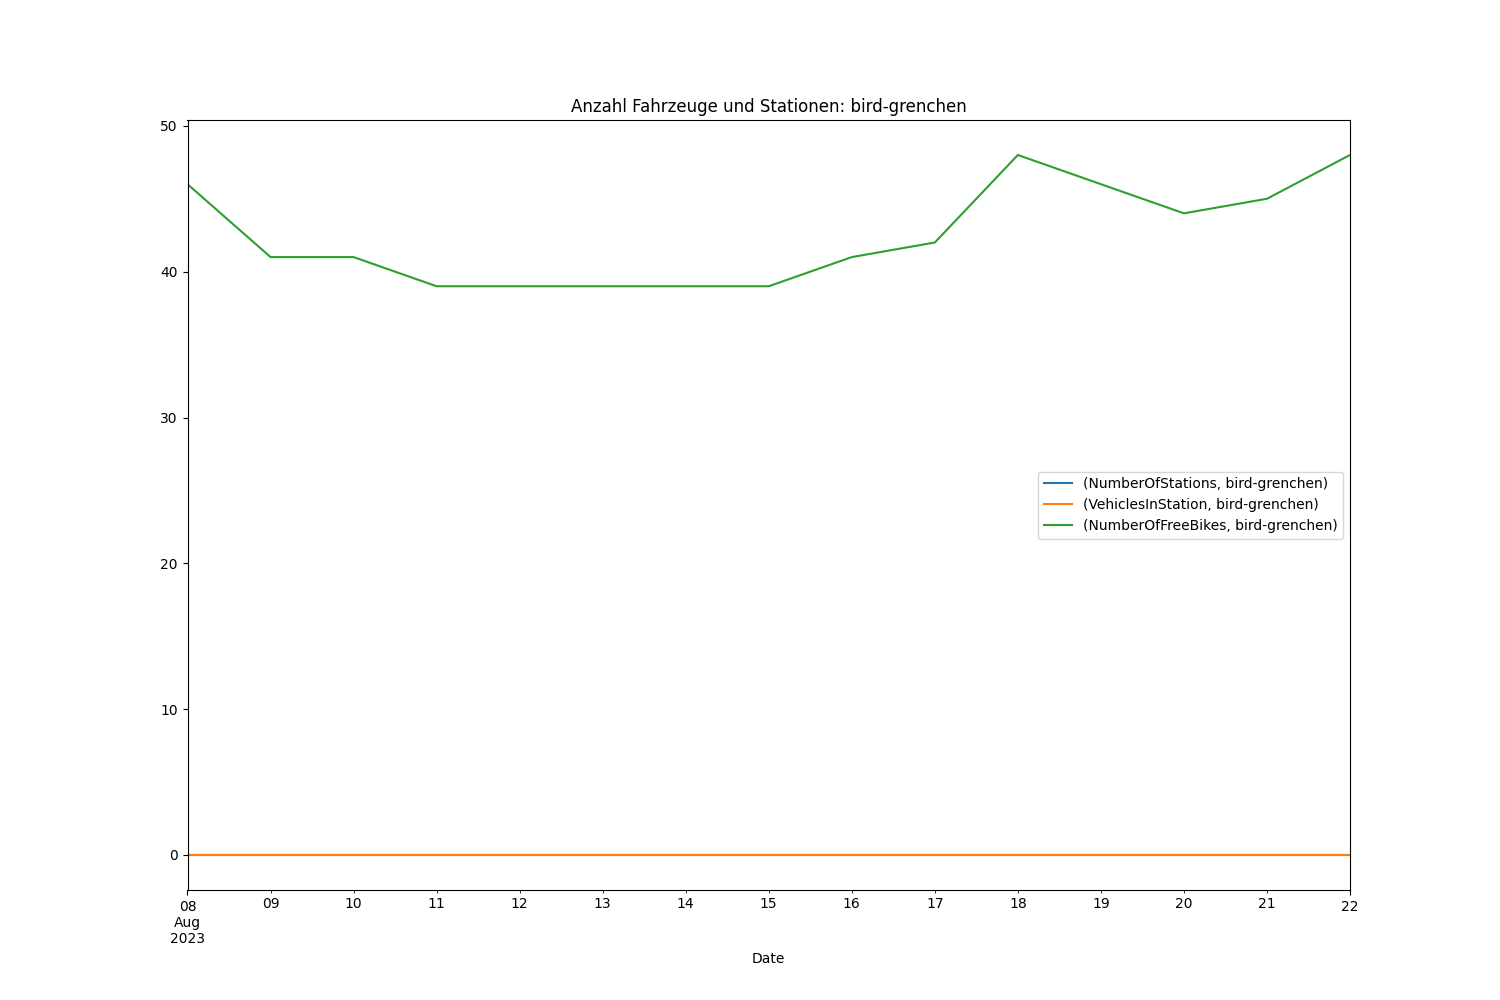 Anzahl Fahrzeuge und Stationen: bird-grenchen
50
40
30
20
10
0
(NumberOfStations, bird-grenchen)
(VehiclesInStation, bird-grenchen)
(NumberOfFreeBikes, bird-grenchen)
08 09 10 11 12 13 14 15 16 17 18 19 20 21 22
Aug
2023
Date